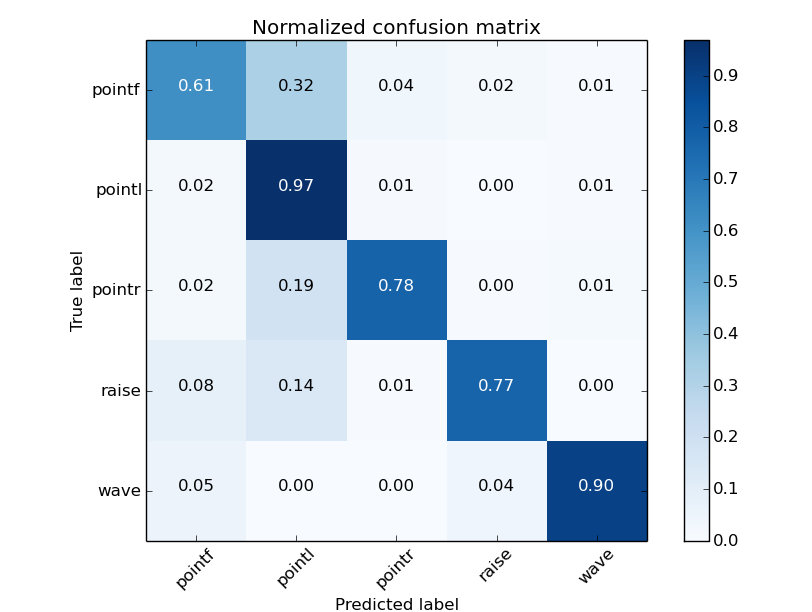 Normalized confusion matrix
True label
pointf 0.61 0.32 0.04 0.02 0.01
pointl 0.02 0.97 0.01 0.00 0.01
pointr 0.02 0.19 0.78 0.00 0.01
raise 0.08 0.14 0.01 0.77 0.00
wave 0.05 0.00 0.00 0.04 0.90
pointf pointl pointr raise wave
Predicted label
0.9
0.8
0.7
0.6
0.5
0.4
0.3
0.2
0.1
0.0